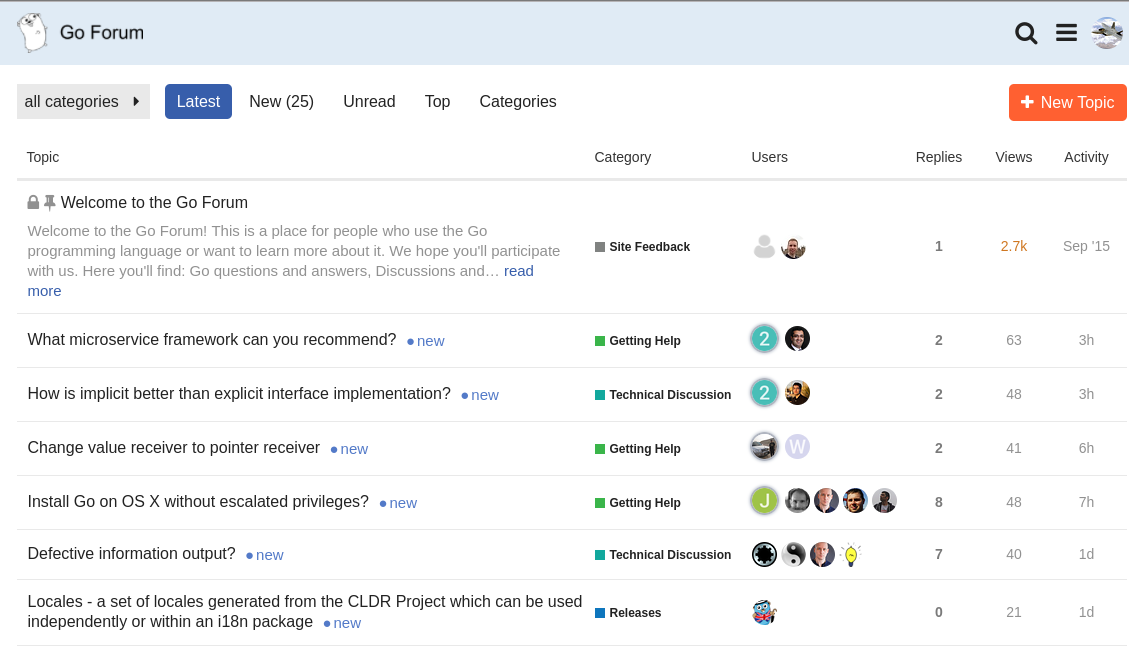 Go Forum
all categories Latest New (25) Unread Top Categories + New Topic
Topic Category Users Replies Views Activity
Welcome to the Go Forum
Welcome to the Go Forum! This is a place for people who use the Go
programming language or want to learn more about it. We hope you'll participate
with us. Here you'll find: Go questions and answers, Discussions and… read
more
Site Feedback 1 2.7k Sep '15
What microservice framework can you recommend? • new Getting Help 2 2 63 3h
How is implicit better than explicit interface implementation? • new Technical Discussion 2 2 48 3h
Change value receiver to pointer receiver • new Getting Help W 2 41 6h
Install Go on OS X without escalated privileges? • new Getting Help J 8 48 7h
Defective information output? • new Technical Discussion 7 40 1d
Locales - a set of locales generated from the CLDR Project which can be used
independently or within an i18n package • new
Releases 0 21 1d